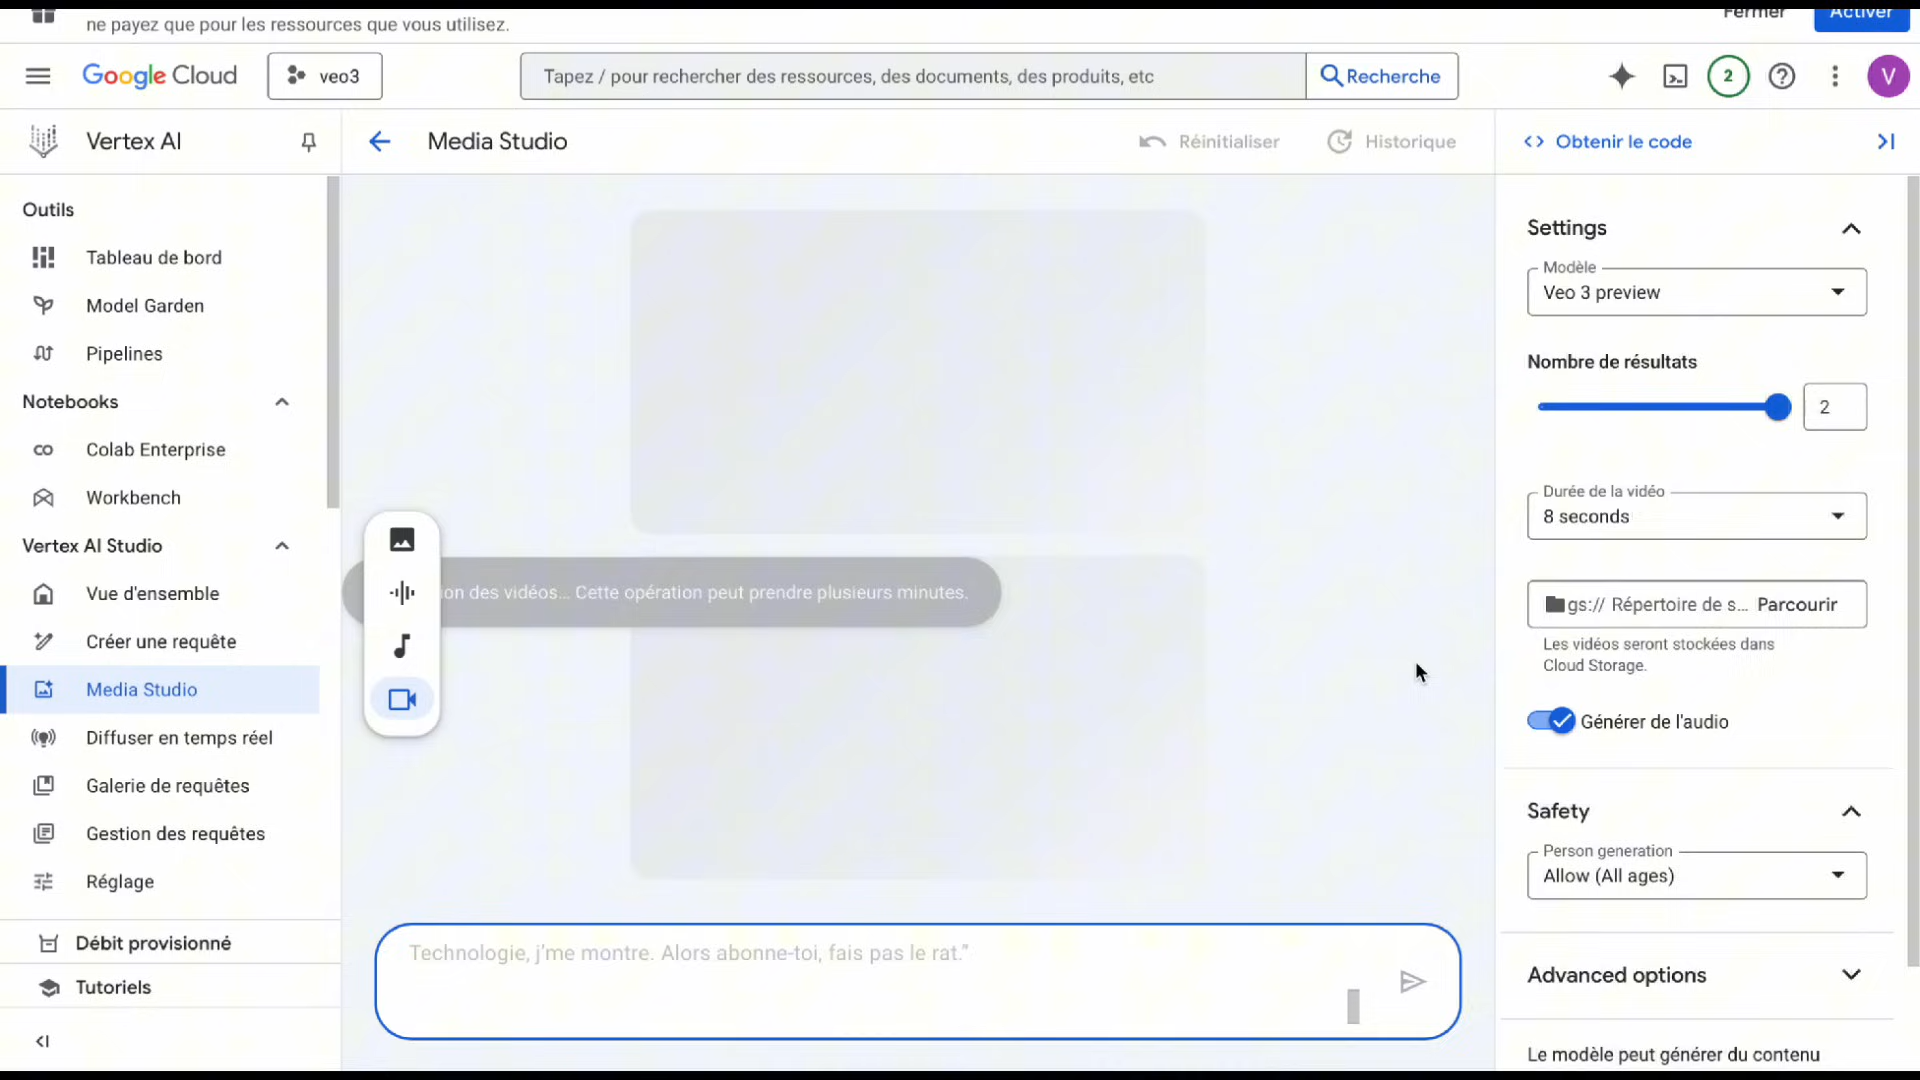 ne payez que pour les ressources que vous utilisez.
Fermer
Activer
Google Cloud
veo3
Tapez / pour rechercher des ressources, des documents, des produits, etc
Recherche
2
V
Vertex AI
Media Studio
Réinitialiser
Historique
Obtenir le code
Outils
Tableau de bord
Model Garden
Pipelines
Notebooks
Colab Enterprise
Workbench
Vertex AI Studio
Vue d'ensemble
Créer une requête
Media Studio
Diffuser en temps réel
Galerie de requêtes
Gestion des requêtes
Réglage
Débit provisionné
Tutoriels
ion des vidéos... Cette opération peut prendre plusieurs minutes.
Technologie, j'me montre. Alors abonne-toi, fais pas le rat."
Settings
Modèle
Veo 3 preview
Nombre de résultats
2
Durée de la vidéo
8 seconds
gs:// Répertoire de s... Parcourir
Les vidéos seront stockées dans
Cloud Storage.
Générer de l'audio
Safety
Person generation
Allow (All ages)
Advanced options
Le modèle peut générer du contenu